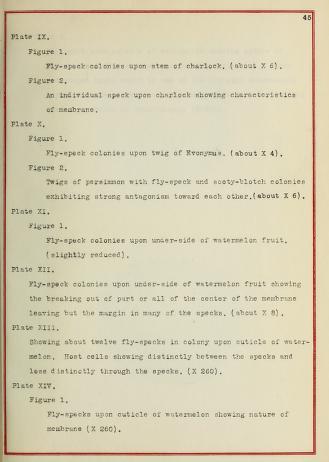 45
Plate IX.
Figure 1.
Fly-speck colonies upon stem of charlock. (about X 6).
Figure 2.
An individual speck upon charlock showing characteristics
of membrane.
Plate X.
Figure 1.
Fly-speck colonies upon twig of Evonymus. (about X 4).
Figure 2.
Twigs of persimmon with fly-speck and sooty-blotch colonies
exhibiting strong antagonism toward each other.(about X 6).
Plate XI.
Figure 1.
Fly-speck colonies upon under-side of watermelon fruit.
(slightly reduced).
Plate XII.
Fly-speck colonies upon under-side of watermelon fruit showing
the breaking out of part or all of the center of the membrane
leaving but the margin in many of the specks. (about X 8).
Plate XIII.
Showing about twelve fly-specks in colony upon cuticle of water-
melon. Host cells showing distinctly between the specks and
less distinctly through the specks. (X 260).
Plate XIV.
Figure 1.
Fly-specks upon cuticle of watermelon showing nature of
membrane (X 260).